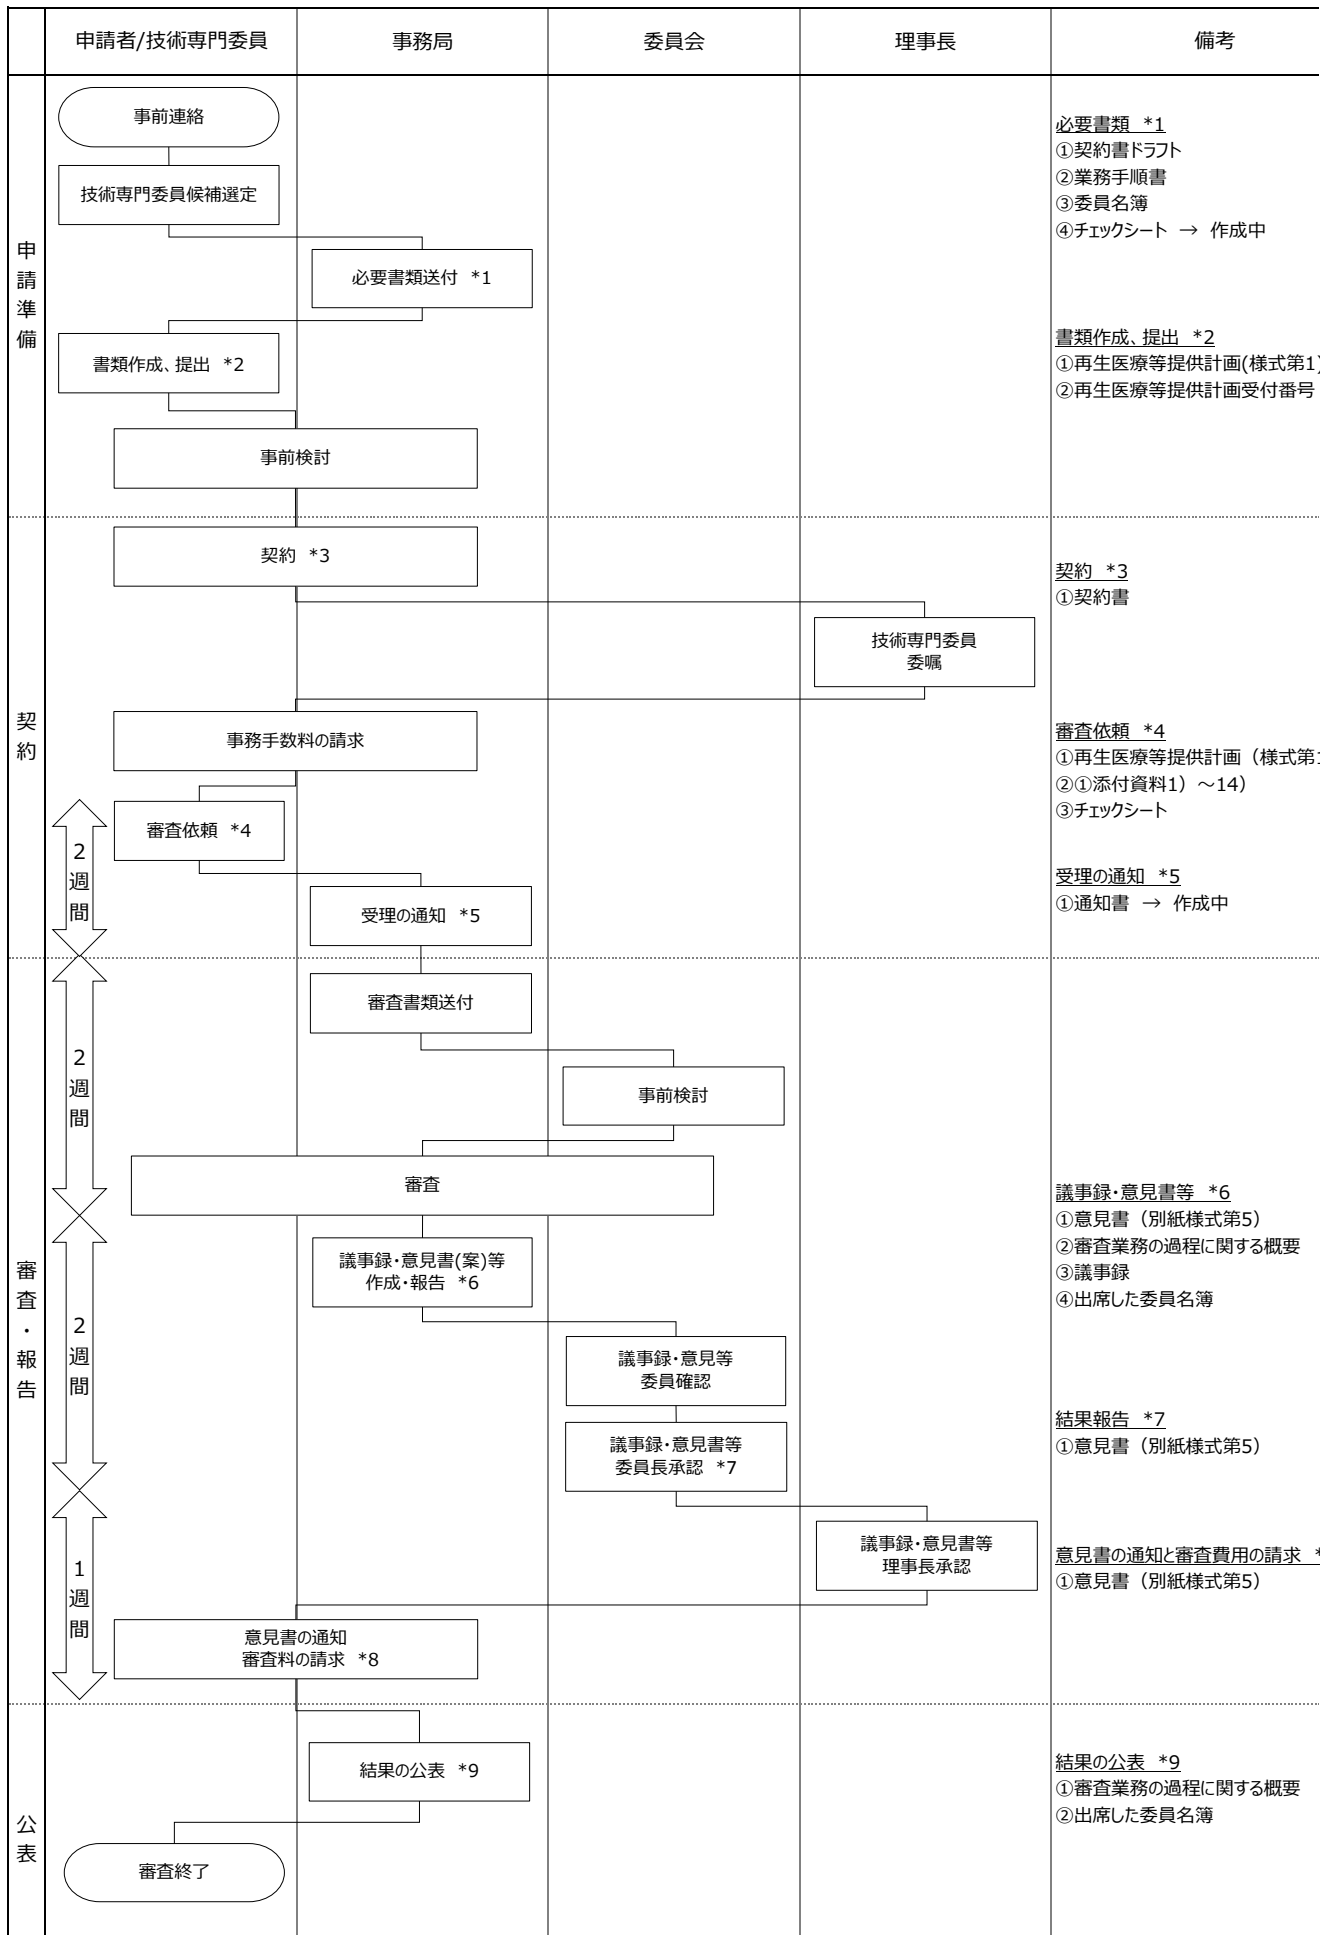 申請者/技術専門委員
事務局
委員会
理事長
備考
申請準備
事前連絡
技術専門委員候補選定
必要書類送付 *1
書類作成、提出 *2
事前検討
必要書類 *1
①契約書ドラフト
②業務手順書
③委員名簿
④チェックシート → 作成中
書類作成、提出 *2
①再生医療等提供計画(様式第1)
②再生医療等提供計画受付番号
契約
契約 *3
技術専門委員
委嘱
事務手数料の請求
審査依頼 *4
受理の通知 *5
2週間
契約 *3
①契約書
審査依頼 *4
①再生医療等提供計画（様式第1
②①添付資料1）～14）
③チェックシート
受理の通知 *5
①通知書 → 作成中
審査・報告
2週間
審査書類送付
事前検討
審査
2週間
議事録・意見書(案)等
作成・報告 *6
議事録・意見等
委員確認
議事録・意見書等
委員長承認 *7
1週間
議事録・意見書等
理事長承認
意見書の通知
審査料の請求 *8
議事録・意見書等 *6
①意見書（別紙様式第5）
②審査業務の過程に関する概要
③議事録
④出席した委員名簿
結果報告 *7
①意見書（別紙様式第5）
意見書の通知と審査費用の請求 *
①意見書（別紙様式第5）
公表
結果の公表 *9
審査終了
結果の公表 *9
①審査業務の過程に関する概要
②出席した委員名簿